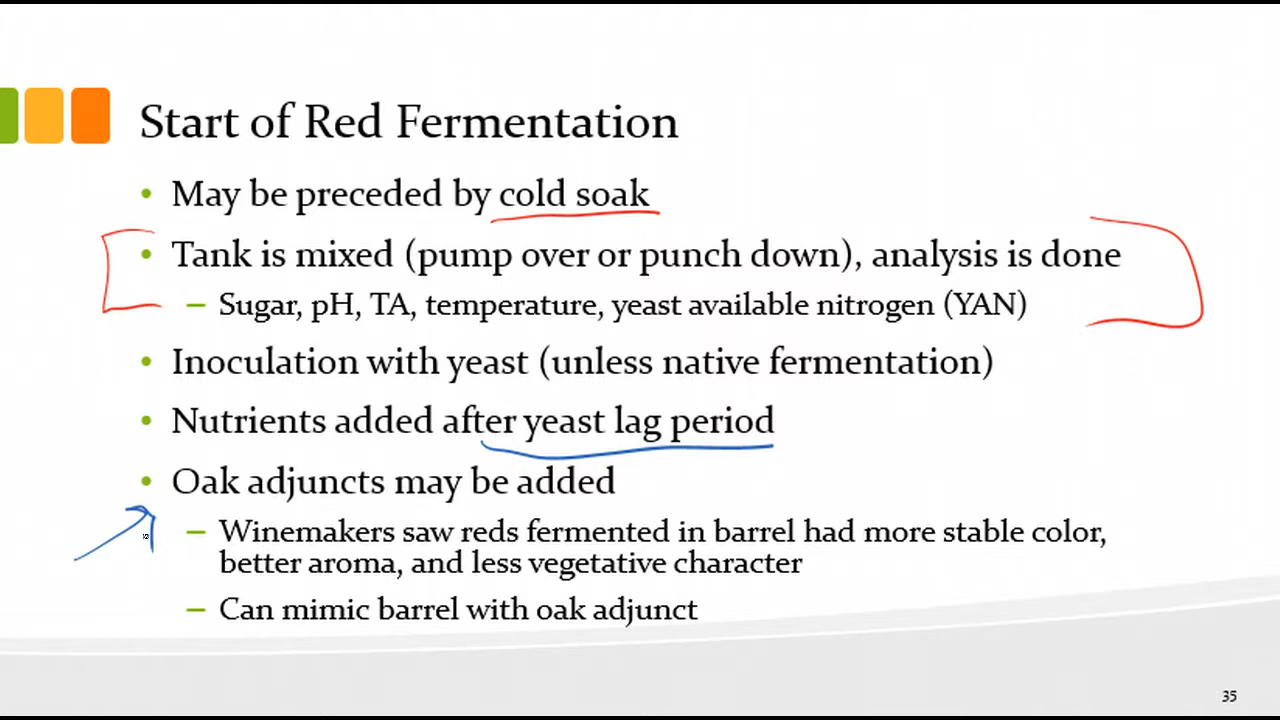 Start of Red Fermentation
• May be preceded by cold soak
• Tank is mixed (pump over or punch down), analysis is done
– Sugar, pH, TA, temperature, yeast available nitrogen (YAN)
• Inoculation with yeast (unless native fermentation)
• Nutrients added after yeast lag period
• Oak adjuncts may be added
– Winemakers saw reds fermented in barrel had more stable color,
better aroma, and less vegetative character
– Can mimic barrel with oak adjunct
35